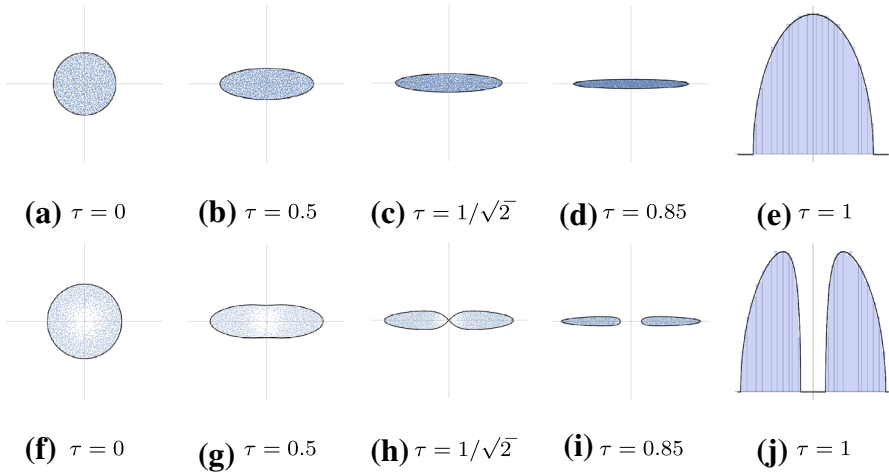 (a) τ = 0 (b) τ = 0.5 (c) τ = 1/√2 (d) τ = 0.85 (e) τ = 1
(f) τ = 0 (g) τ = 0.5 (h) τ = 1/√2 (i) τ = 0.85 (j) τ = 1